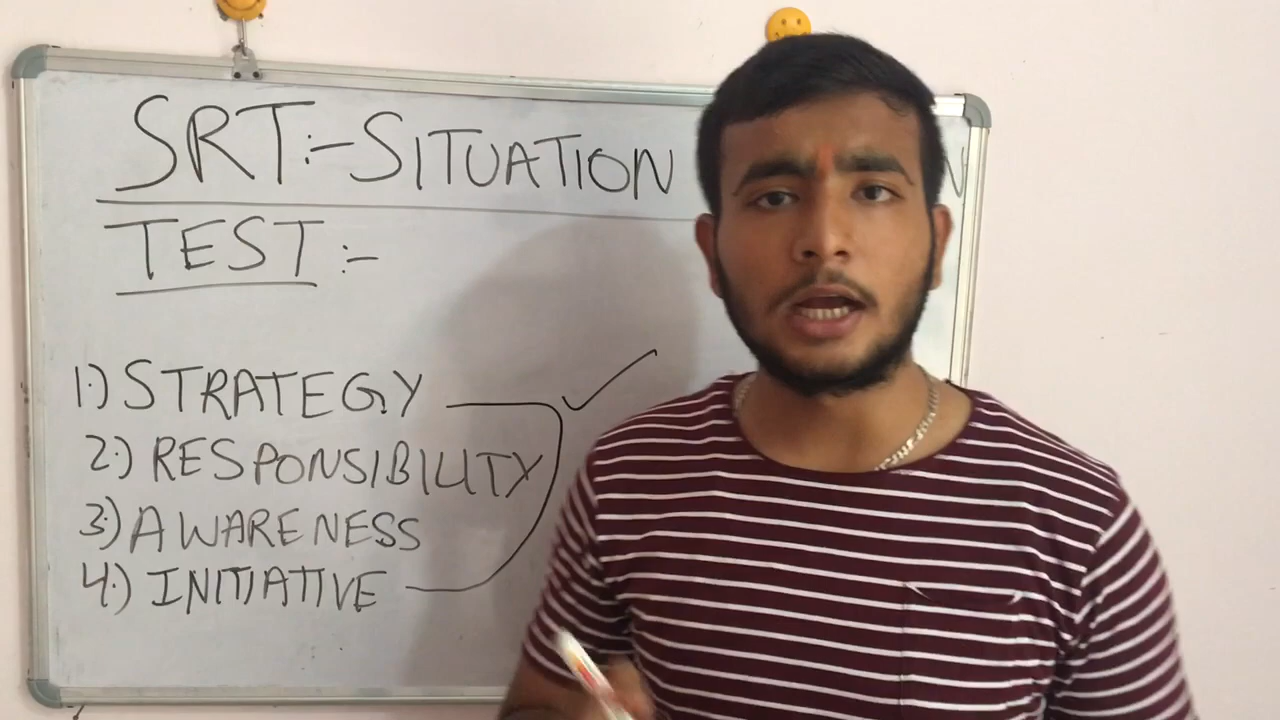 SRT:-SITUATION
TEST:-
1.) STRATEGY
2.) RESPONSIBILITY
3.) AWARENESS
4.) INITIATIVE